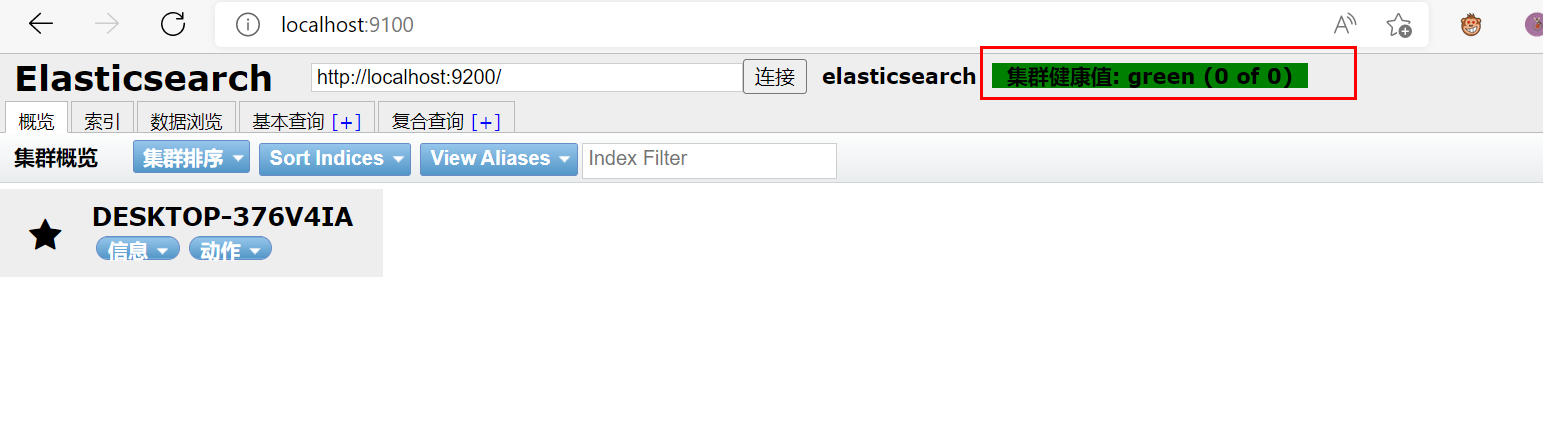 localhost:9100
Elasticsearch http://localhost:9200/ 连接 elasticsearch 集群健康值: green (0 of 0)
概览 索引 数据浏览 基本查询 [+] 复合查询 [+]
集群概览 集群排序 Sort Indices View Aliases Index Filter
DESKTOP-376V4IA
信息 动作